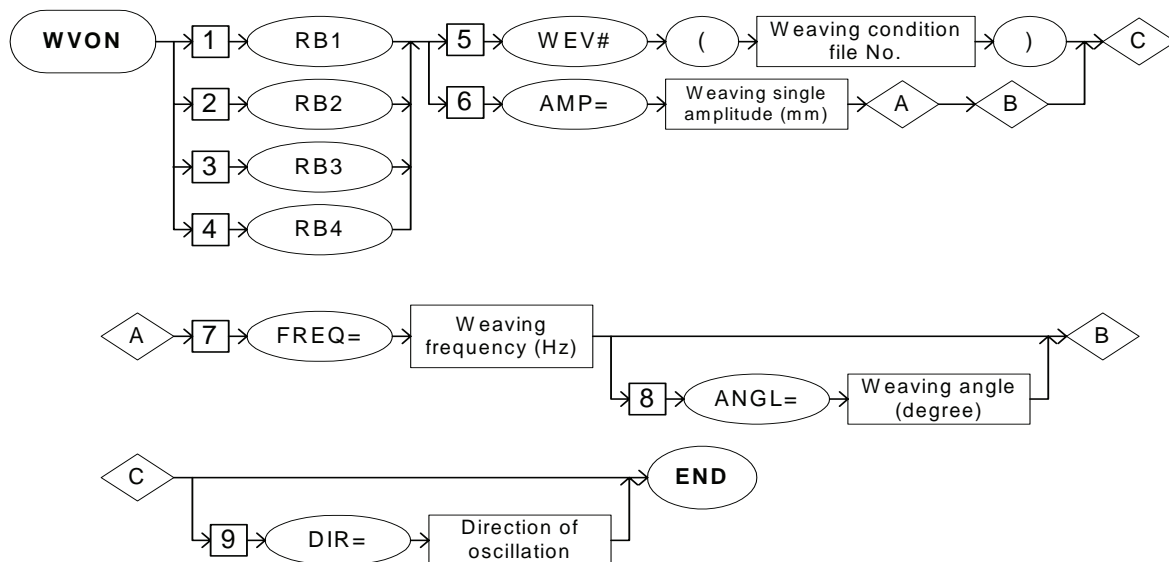 WVON
1 RB1
2 RB2
3 RB3
4 RB4
5 WEV# ( Weaving condition file No. ) C
6 AMP= Weaving single amplitude (mm) A B
A 7 FREQ= Weaving frequency (Hz) B
8 ANGL= Weaving angle (degree)
C END
9 DIR= Direction of oscillation